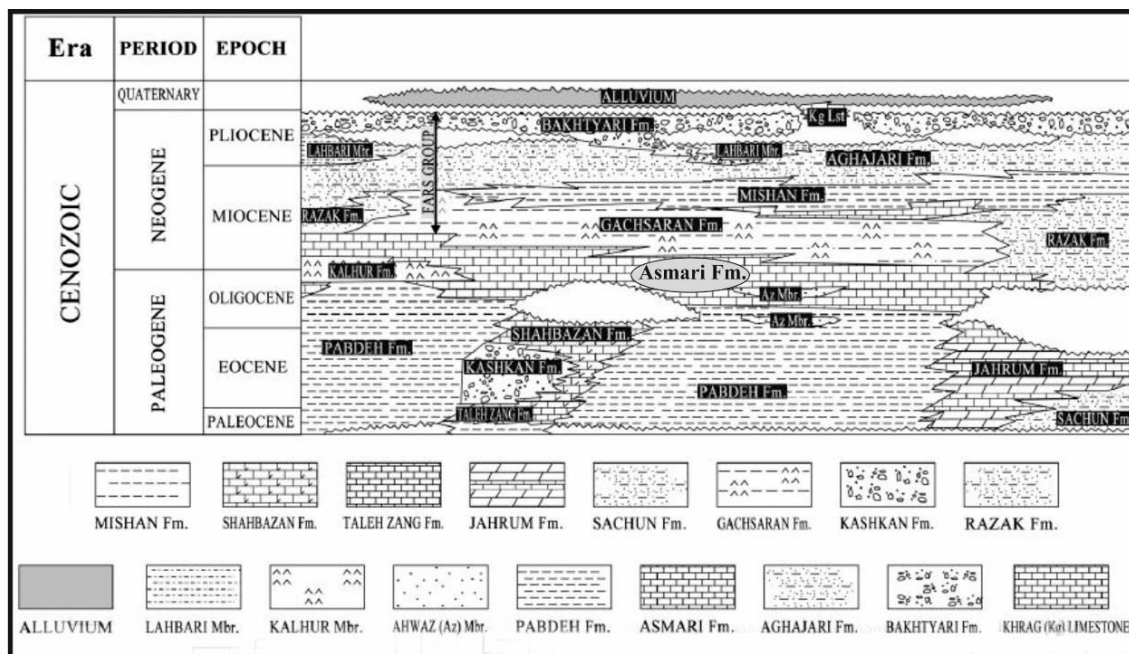 Era PERIOD EPOCH
CENOZOIC
QUATERNARY
NEOGENE
PALEOGENE
PLIOCENE
MIOCENE
OLIGOCENE
EOCENE
PALEOCENE
ALLUVIUM
Kg Lst
BAKHTYARI Fm.
LAHBARI Mbr.
FARS GROUP
LAHBARI Mbr.
AGHAJARI Fm.
MISHAN Fm.
RAZAK Fm.
GACHSARAN Fm.
RAZAK Fm.
KALHUR Fm.
Asmari Fm.
Az Mbr.
Az Mbr.
SHAHBAZAN Fm.
PABDEH Fm.
KASHKAN Fm.
JAHRUM Fm.
PABDEH Fm.
TALEH ZANG Fm.
SACHUN Fm.
MISHAN Fm. SHAHBAZAN Fm. TALEH ZANG Fm. JAHRUM Fm. SACHUN Fm. GACHSARAN Fm. KASHKAN Fm. RAZAK Fm.
ALLUVIUM LAHBARI Mbr. KALHUR Mbr. AHWAZ (Az) Mbr. PABDEH Fm. ASMARI Fm. AGHAJARI Fm. BAKHTYARI Fm. KHRAG (Kg) LIMESTONE